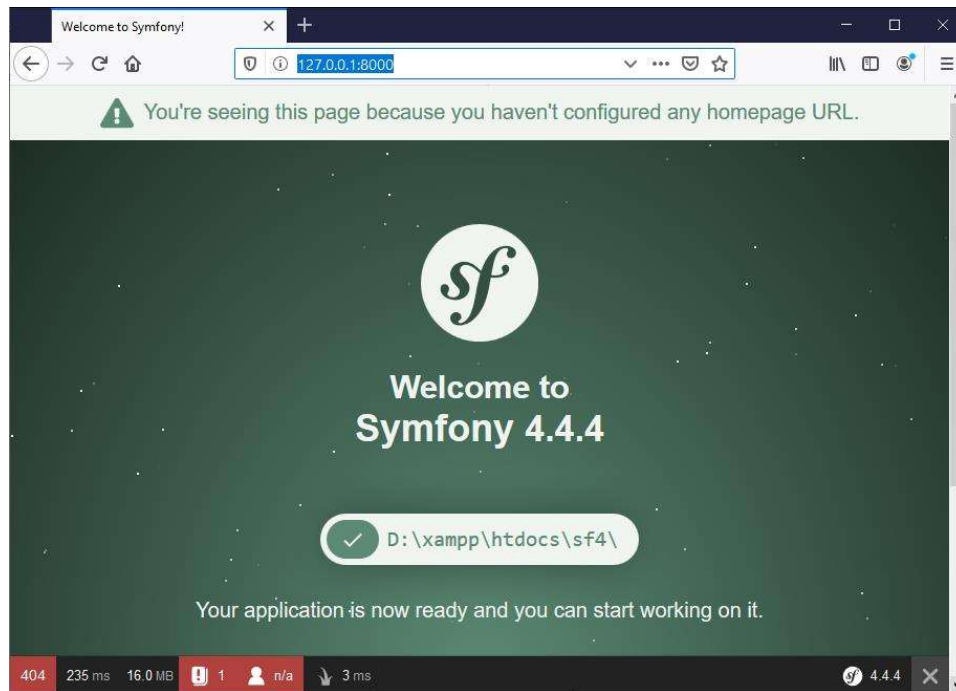 Welcome to Symfony!
127.0.0.1:8000
You're seeing this page because you haven't configured any homepage URL.
sf
Welcome to
Symfony 4.4.4
D:\xampp\htdocs\sf4\
Your application is now ready and you can start working on it.
404 235 ms 16.0 MB 1 n/a 3 ms sf 4.4.4